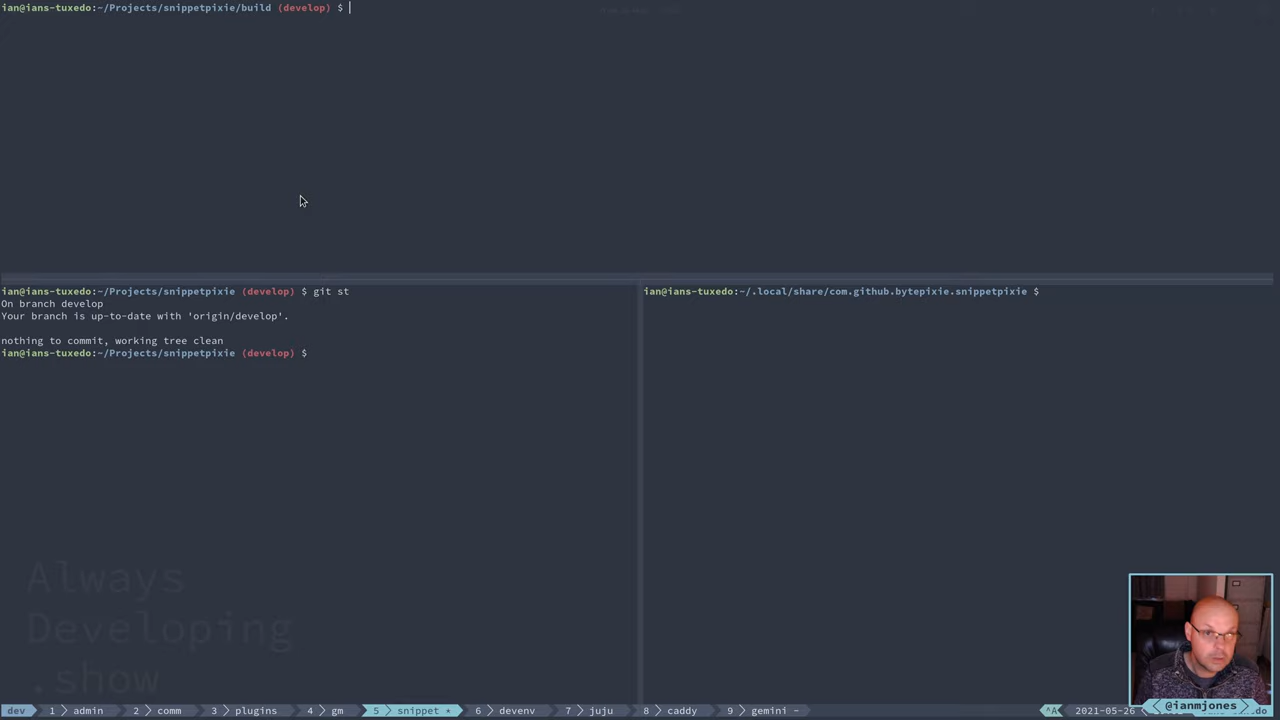 ian@ians-tuxedo:~/Projects/snippetpixie/build (develop) $
ian@ians-tuxedo:~/Projects/snippetpixie (develop) $ git st
On branch develop
Your branch is up-to-date with 'origin/develop'.
nothing to commit, working tree clean
ian@ians-tuxedo:~/Projects/snippetpixie (develop) $
ian@ians-tuxedo:~/.local/share/com.github.bytepixie.snippetpixie $
Always
Developing
.show
dev 1 admin 2 comm 3 plugins 4 gm 5 snippet * 6 devenv 7 juju 8 caddy 9 gemini - ^A 2021-05-26
@ianmjones